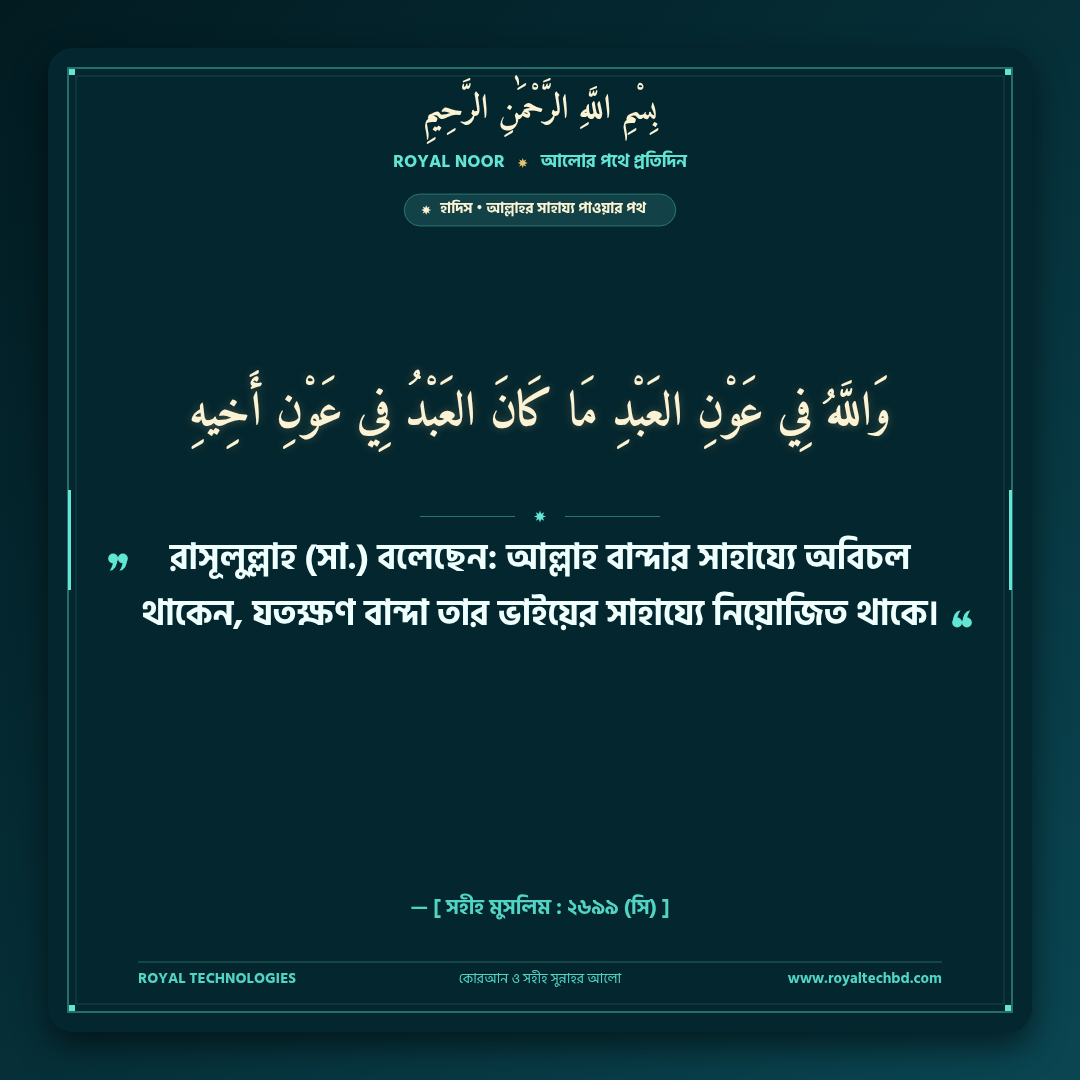 بِسْمِ اللَّهِ الرَّحْمَٰنِ الرَّحِيمِ
ROYAL NOOR ✸ আলোর পথে প্রতিদিন
✸ হাদিস • আল্লাহর সাহায্য পাওয়ার পথ
وَاللَّهُ فِي عَوْنِ العَبْدِ مَا كَانَ العَبْدُ فِي عَوْنِ أَخِيهِ
❞ রাসূলুল্লাহ (সা.) বলেছেন: আল্লাহ বান্দার সাহায্যে অবিচল
থাকেন, যতক্ষণ বান্দা তার ভাইয়ের সাহায্যে নিয়োজিত থাকে। ❝
— [ সহীহ মুসলিম : ২৬৯৯ (সি) ]
ROYAL TECHNOLOGIES কোরআন ও সহীহ সুন্নাহর আলো www.royaltechbd.com